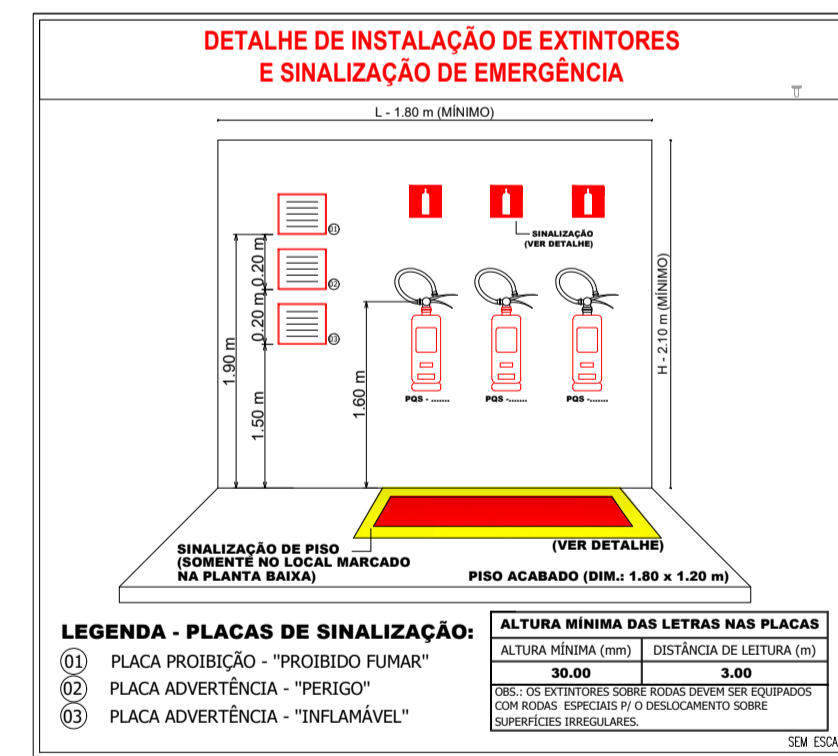 DETALHE DE INSTALAÇÃO DE EXTINTORES
E SINALIZAÇÃO DE EMERGÊNCIA
L - 1.80 m (MÍNIMO)
H - 2.10 m (MÍNIMO)
SINALIZAÇÃO
(VER DETALHE)
01
02
03
0.20 m
0.20 m
1.90 m
1.50 m
1.60 m
PQS - .......
PQS -.......
PQS -.......
SINALIZAÇÃO DE PISO
(SOMENTE NO LOCAL MARCADO
NA PLANTA BAIXA)
(VER DETALHE)
PISO ACABADO (DIM.: 1.80 x 1.20 m)
LEGENDA - PLACAS DE SINALIZAÇÃO:
01 PLACA PROIBIÇÃO - "PROIBIDO FUMAR"
02 PLACA ADVERTÊNCIA - "PERIGO"
03 PLACA ADVERTÊNCIA - "INFLAMÁVEL"
ALTURA MÍNIMA DAS LETRAS NAS PLACAS
ALTURA MÍNIMA (mm) DISTÂNCIA DE LEITURA (m)
30.00 3.00
OBS.: OS EXTINTORES SOBRE RODAS DEVEM SER EQUIPADOS
COM RODAS ESPECIAIS P/ O DESLOCAMENTO SOBRE
SUPERFÍCIES IRREGULARES.
SEM ESCA